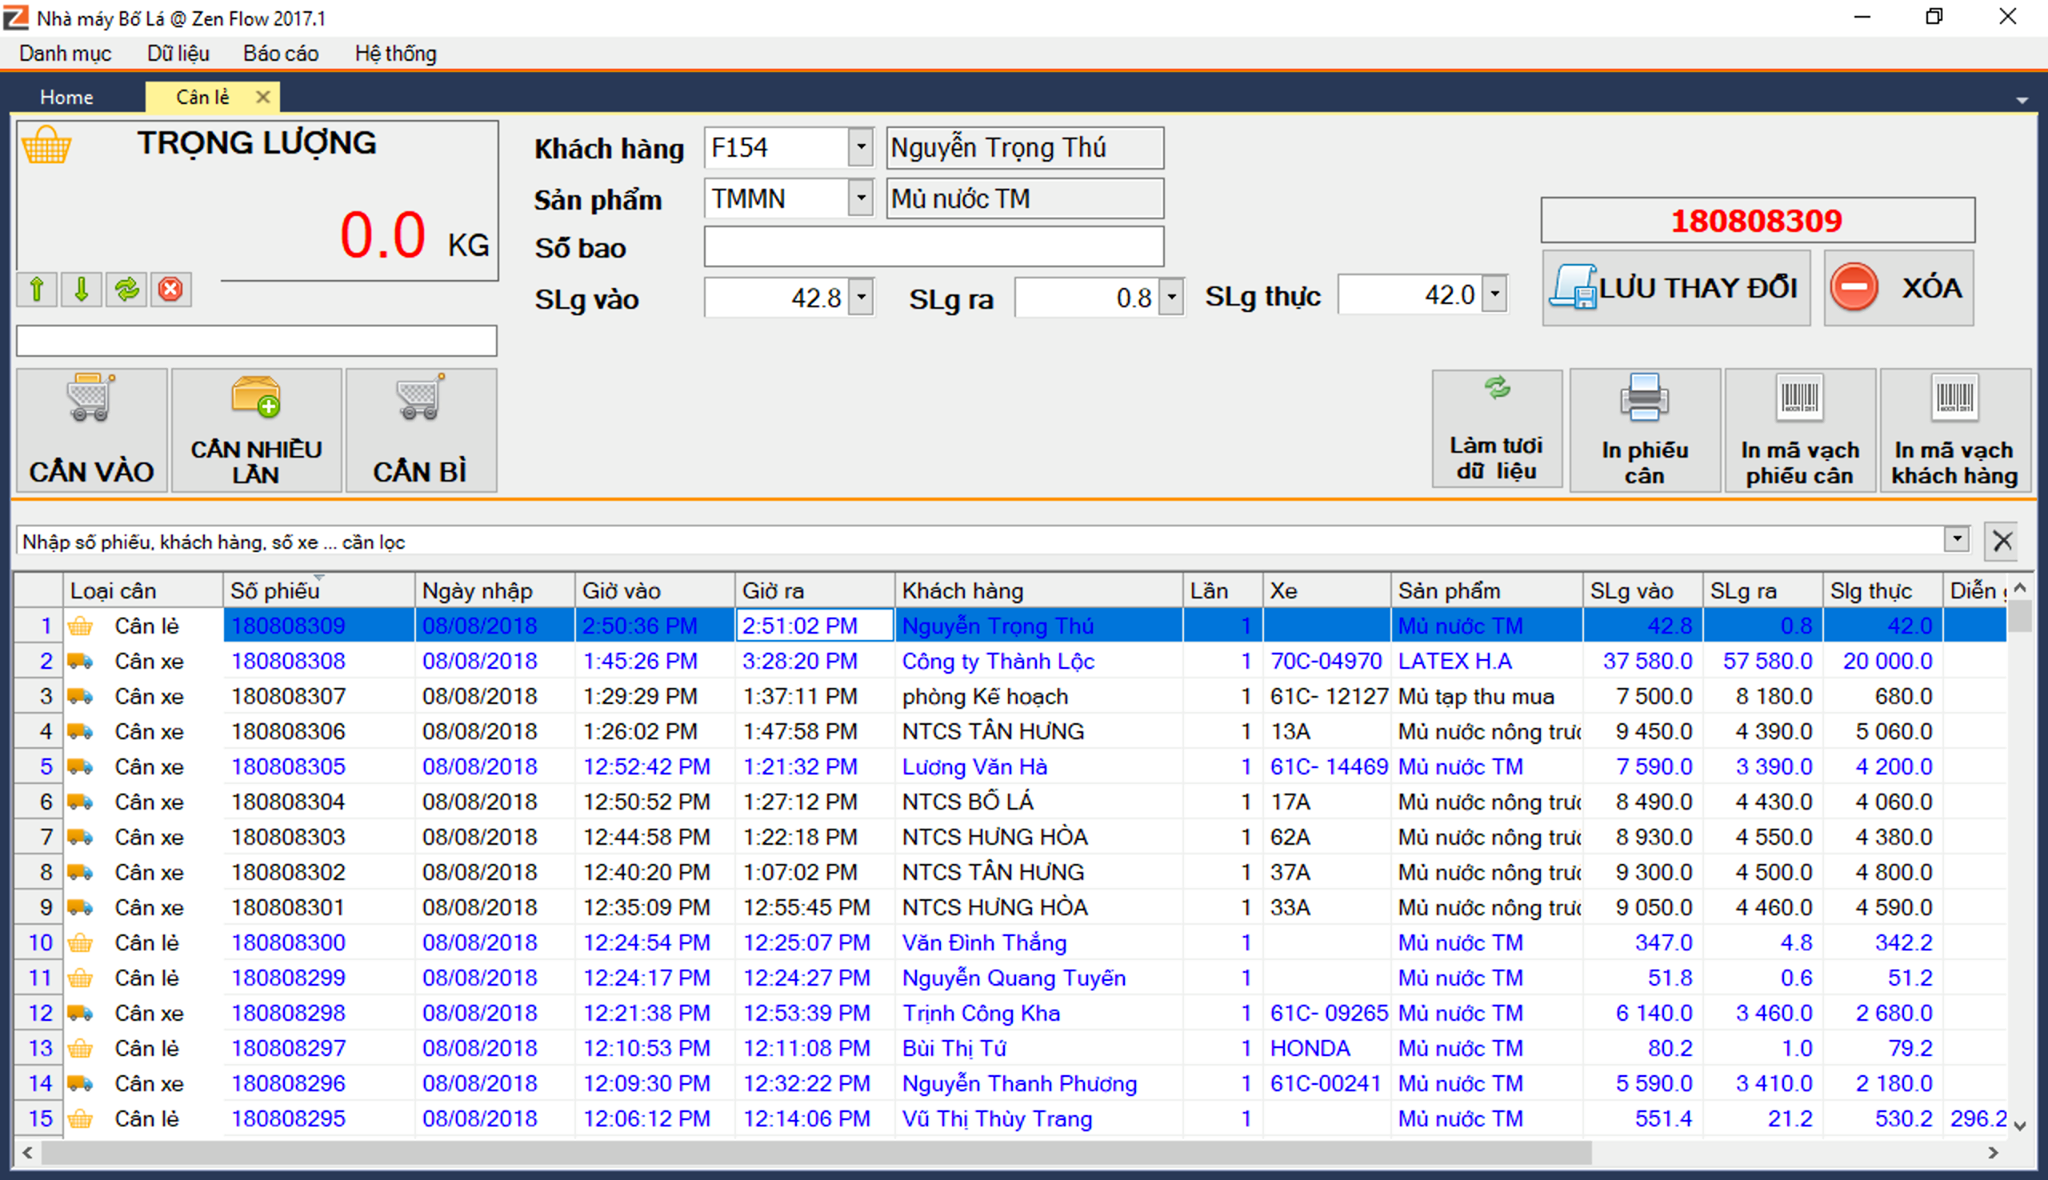 Nhà máy Bố Lá @ Zen Flow 2017.1
Danh mục Dữ liệu Báo cáo Hệ thống
Home Cân lẻ
TRỌNG LƯỢNG
0.0 KG
Khách hàng F154 Nguyễn Trọng Thú
Sản phẩm TMMN Mủ nước TM
Số bao
SLg vào 42.8 SLg ra 0.8 SLg thực 42.0
180808309
LƯU THAY ĐỔI XÓA
CÂN VÀO
CÂN NHIỀU
LẦN
CÂN BÌ
Làm tươi
dữ liệu
In phiếu
cân
In mã vạch
phiếu cân
In mã vạch
khách hàng
Nhập số phiếu, khách hàng, số xe ... cần lọc
Loại cân Số phiếu Ngày nhập Giờ vào Giờ ra Khách hàng Lần Xe Sản phẩm SLg vào SLg ra Slg thực Diễn
1 Cân lẻ 180808309 08/08/2018 2:50:36 PM 2:51:02 PM Nguyễn Trọng Thú 1 Mủ nước TM 42.8 0.8 42.0
2 Cân xe 180808308 08/08/2018 1:45:26 PM 3:28:20 PM Công ty Thành Lộc 1 70C-04970 LATEX H.A 37 580.0 57 580.0 20 000.0
3 Cân xe 180808307 08/08/2018 1:29:29 PM 1:37:11 PM phòng Kế hoạch 1 61C- 12127 Mủ tạp thu mua 7 500.0 8 180.0 680.0
4 Cân xe 180808306 08/08/2018 1:26:02 PM 1:47:58 PM NTCS TÂN HƯNG 1 13A Mủ nước nông trườ 9 450.0 4 390.0 5 060.0
5 Cân xe 180808305 08/08/2018 12:52:42 PM 1:21:32 PM Lương Văn Hà 1 61C- 14469 Mủ nước TM 7 590.0 3 390.0 4 200.0
6 Cân xe 180808304 08/08/2018 12:50:52 PM 1:27:12 PM NTCS BỐ LÁ 1 17A Mủ nước nông trườ 8 490.0 4 430.0 4 060.0
7 Cân xe 180808303 08/08/2018 12:44:58 PM 1:22:18 PM NTCS HƯNG HÒA 1 62A Mủ nước nông trườ 8 930.0 4 550.0 4 380.0
8 Cân xe 180808302 08/08/2018 12:40:20 PM 1:07:02 PM NTCS TÂN HƯNG 1 37A Mủ nước nông trườ 9 300.0 4 500.0 4 800.0
9 Cân xe 180808301 08/08/2018 12:35:09 PM 12:55:45 PM NTCS HƯNG HÒA 1 33A Mủ nước nông trườ 9 050.0 4 460.0 4 590.0
10 Cân lẻ 180808300 08/08/2018 12:24:54 PM 12:25:07 PM Văn Đình Thắng 1 Mủ nước TM 347.0 4.8 342.2
11 Cân lẻ 180808299 08/08/2018 12:24:17 PM 12:24:27 PM Nguyễn Quang Tuyến 1 Mủ nước TM 51.8 0.6 51.2
12 Cân xe 180808298 08/08/2018 12:21:38 PM 12:53:39 PM Trịnh Công Kha 1 61C- 09265 Mủ nước TM 6 140.0 3 460.0 2 680.0
13 Cân lẻ 180808297 08/08/2018 12:10:53 PM 12:11:08 PM Bùi Thị Tứ 1 HONDA Mủ nước TM 80.2 1.0 79.2
14 Cân xe 180808296 08/08/2018 12:09:30 PM 12:32:22 PM Nguyễn Thanh Phương 1 61C-00241 Mủ nước TM 5 590.0 3 410.0 2 180.0
15 Cân lẻ 180808295 08/08/2018 12:06:12 PM 12:14:06 PM Vũ Thị Thùy Trang 1 Mủ nước TM 551.4 21.2 530.2 296.2